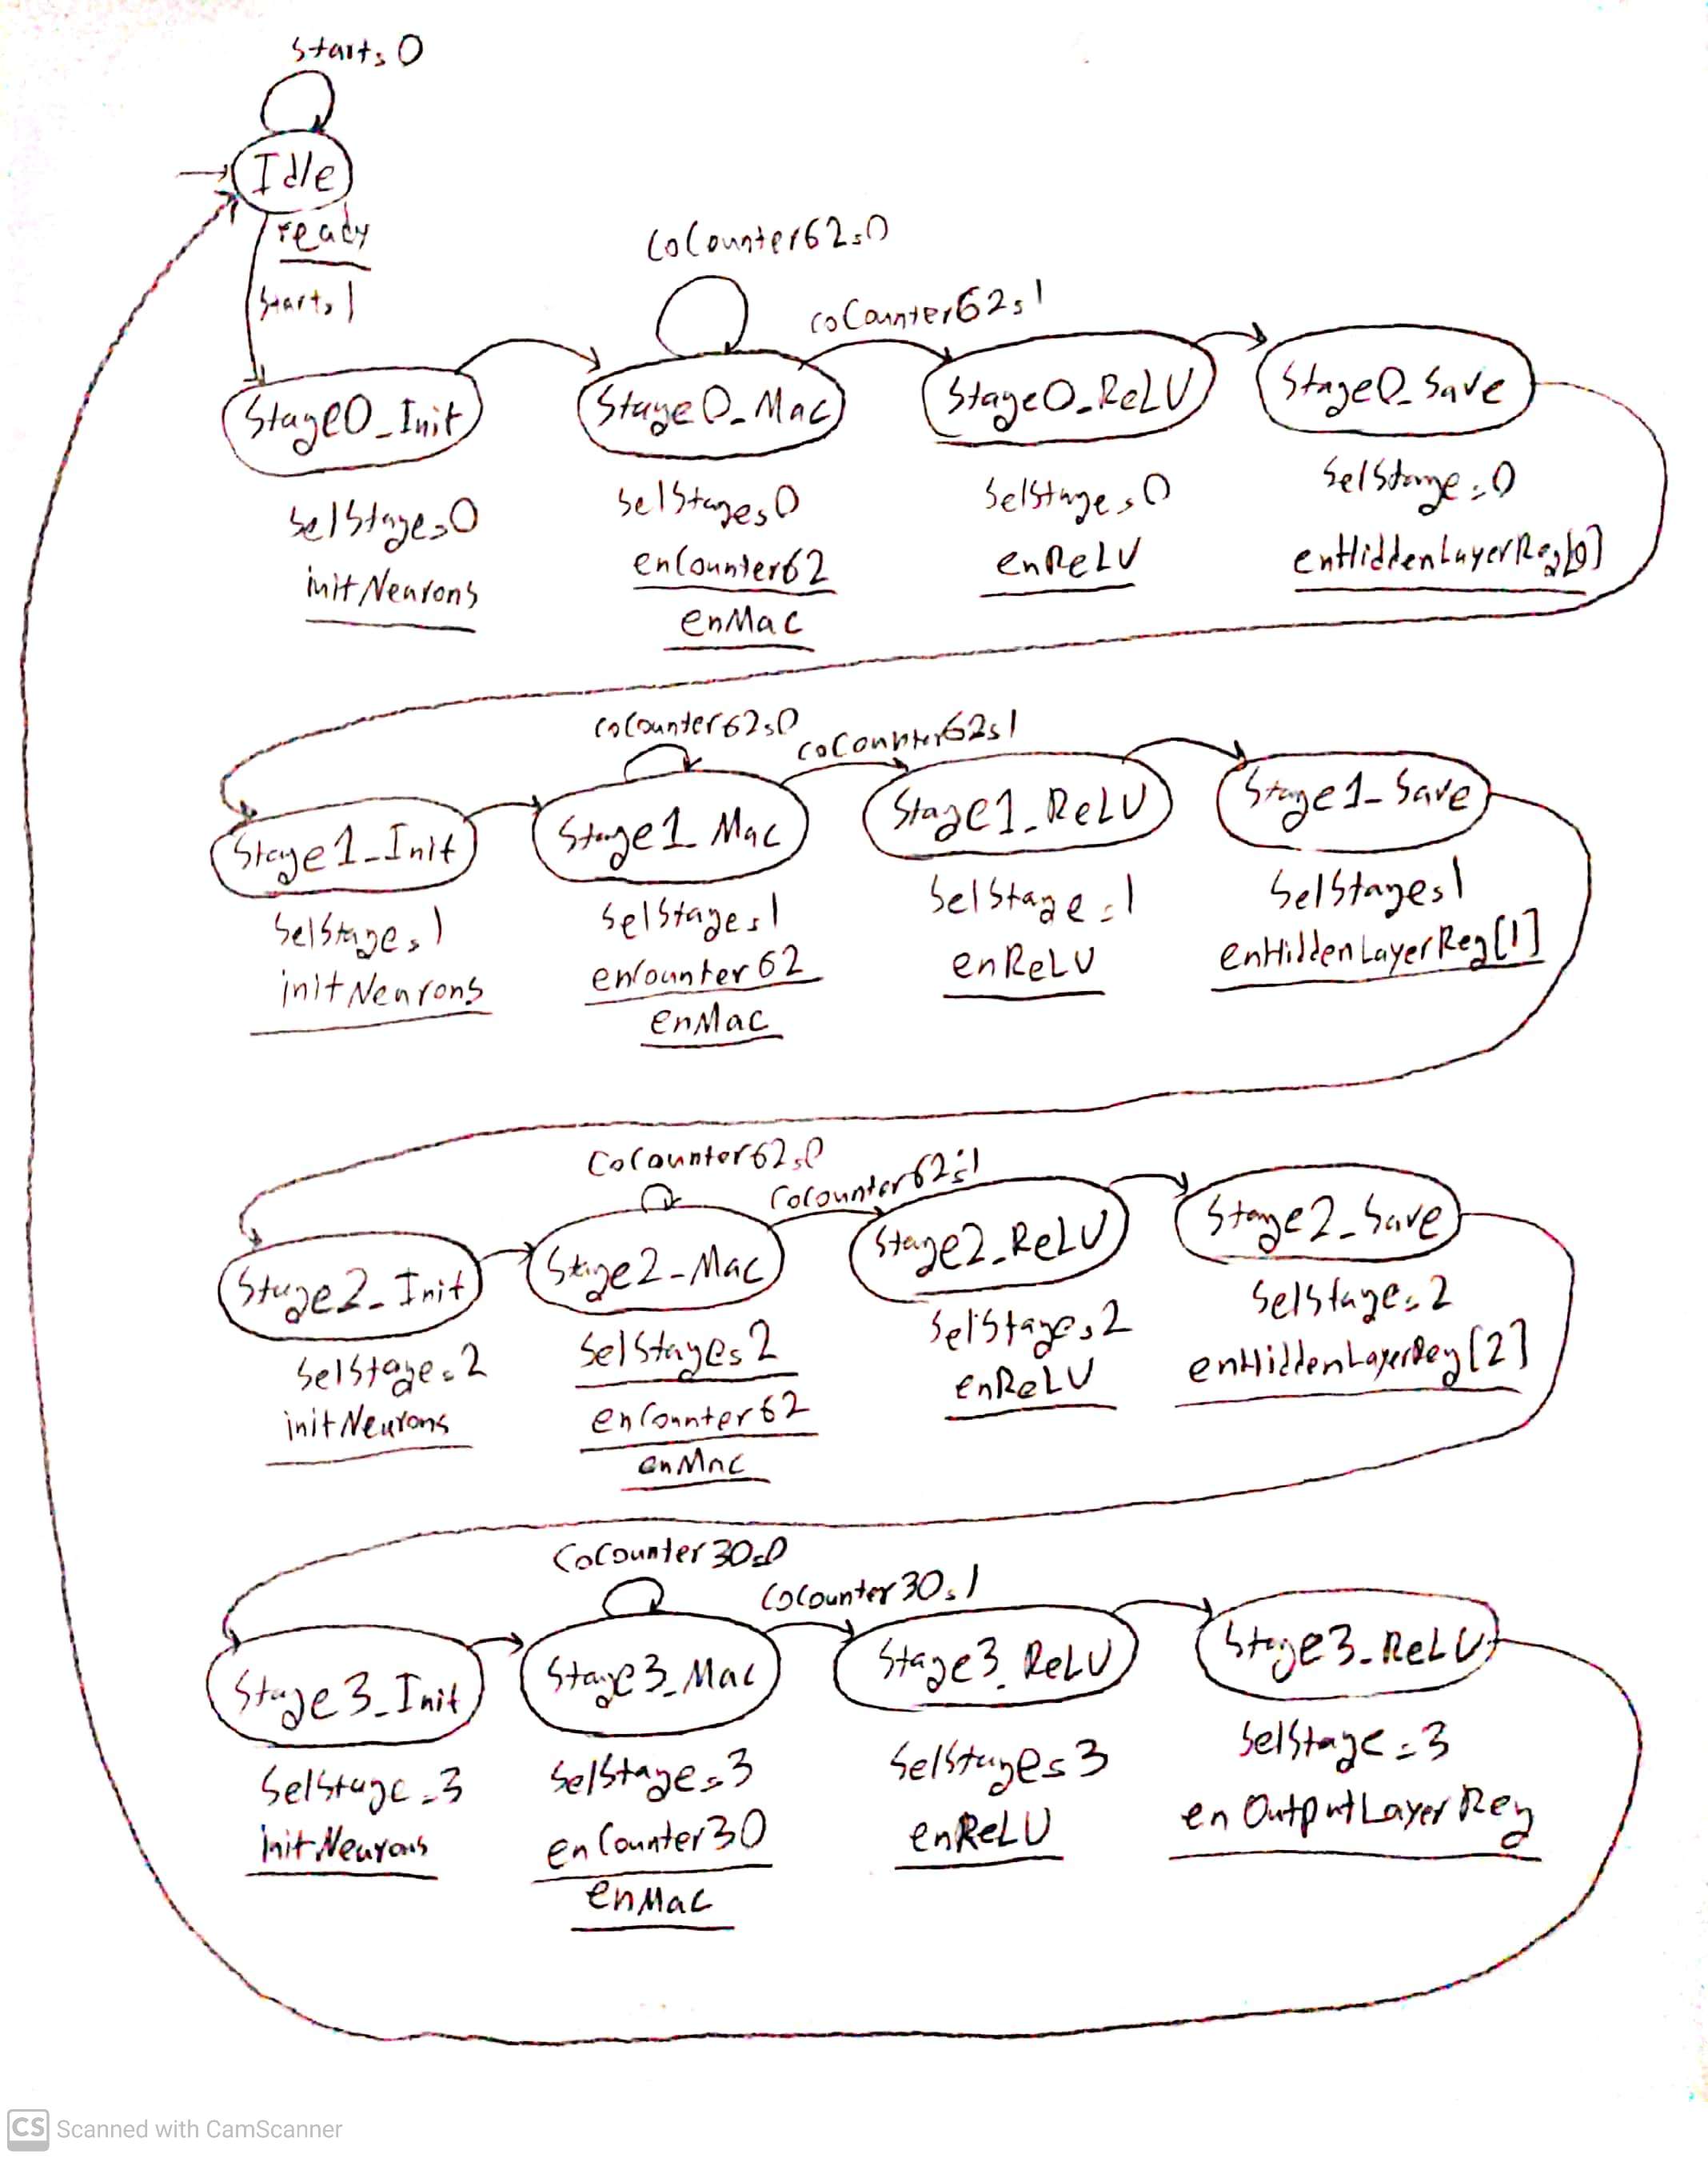 Start=0
Idle
ready
Start=1
coCounter62=0
coCounter62=1
Stage0_Init
Stage0_Mac
Stage0_ReLU
Stage0_Save
SelStage=0
initNeurons
SelStage=0
enCounter62
enMac
SelStage=0
enReLU
SelStage=0
enHiddenLayerReg[0]
coCounter62=0
coCounter62=1
Stage1_Init
Stage1_Mac
Stage1_ReLU
Stage1_Save
SelStage=1
initNeurons
SelStage=1
enCounter62
enMac
SelStage=1
enReLU
SelStage=1
enHiddenLayerReg[1]
CoCounter62=0
CoCounter62=1
Stage2_Init
Stage2_Mac
Stage2_ReLU
Stage2_Save
SelStage=2
initNeurons
SelStage=2
enCounter62
enMac
SelStage=2
enReLU
SelStage=2
enHiddenLayerReg[2]
CoCounter30=0
CoCounter30=1
Stage3_Init
Stage3_Mac
Stage3_ReLU
Stage3_ReLU
SelStage=3
initNeurons
SelStage=3
enCounter30
enMac
SelStage=3
enReLU
SelStage=3
enOutputLayerReg
CS Scanned with CamScanner